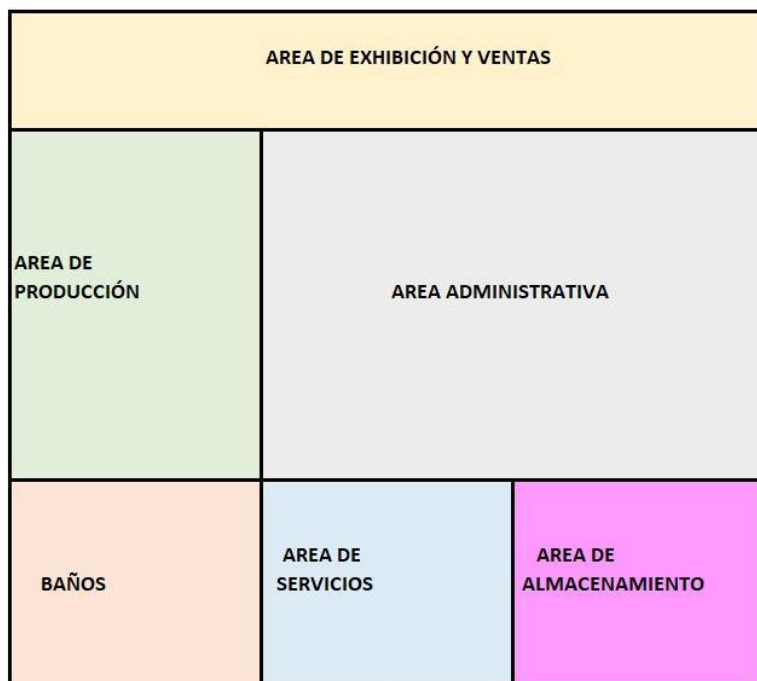 AREA DE EXHIBICIÓN Y VENTAS
AREA DE
PRODUCCIÓN
AREA ADMINISTRATIVA
BAÑOS
AREA DE
SERVICIOS
AREA DE
ALMACENAMIENTO